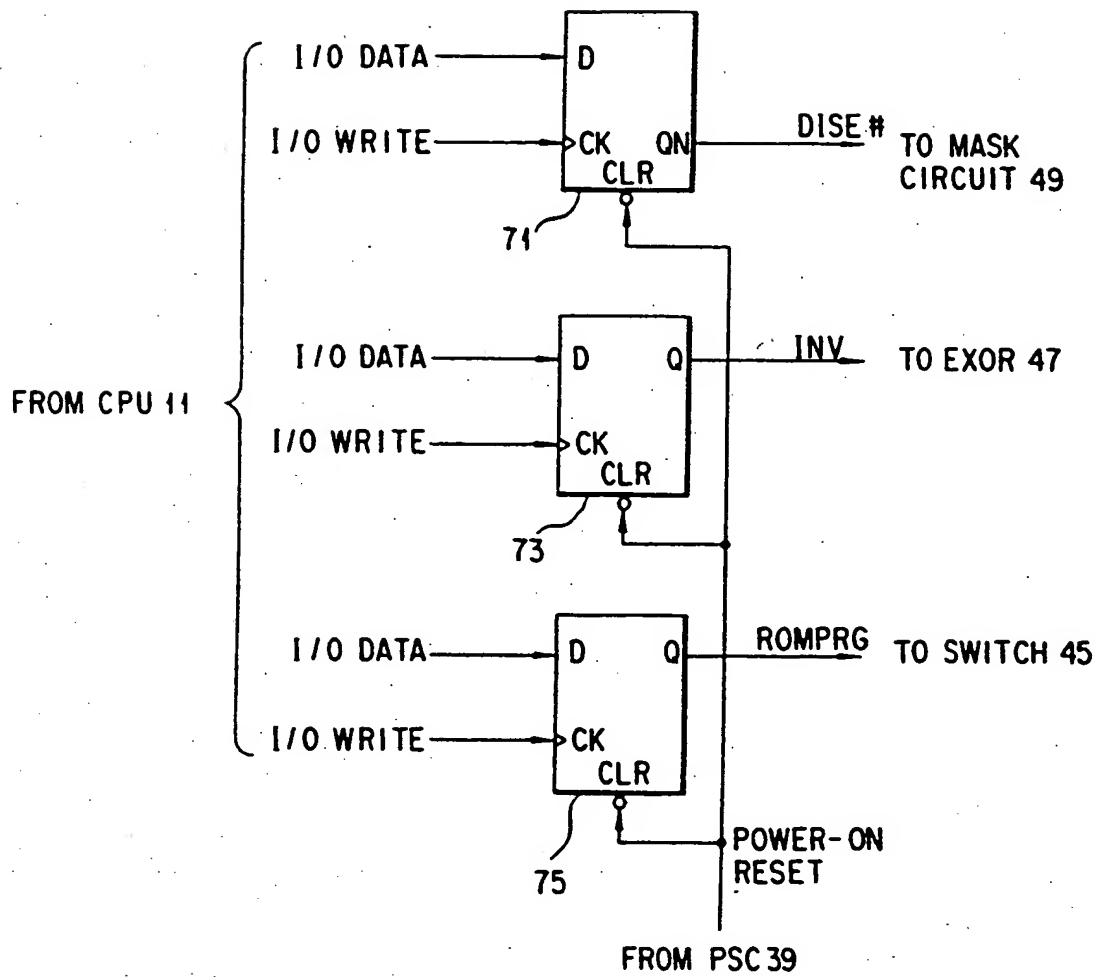 I/O DATA
D
I/O WRITE
CK
QN
DISE #
TO MASK
CIRCUIT 49
CLR
71
I/O DATA
D
Q
INV
TO EXOR 47
FROM CPU 11
I/O WRITE
CK
CLR
73
I/O DATA
D
Q
ROMPRG
TO SWITCH 45
I/O WRITE
CK
CLR
75
POWER-ON
RESET
FROM PSC 39